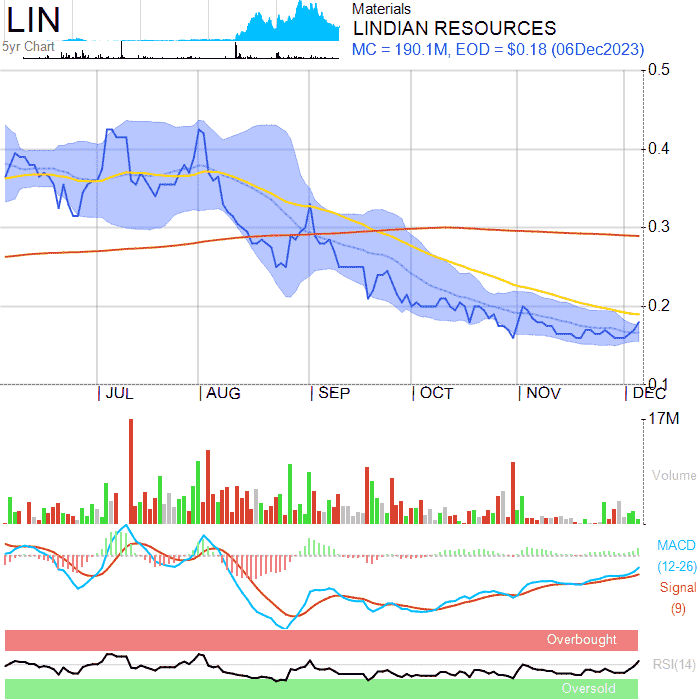 LIN
5yr Chart
Materials
LINDIAN RESOURCES
MC = 190.1M, EOD = $0.18 (06Dec2023)
0.5
0.4
0.3
0.2
0.1
JUL AUG SEP OCT NOV DEC
17M
Volume
MACD
(12-26)
Signal
(9)
Overbought
RSI(14)
Oversold